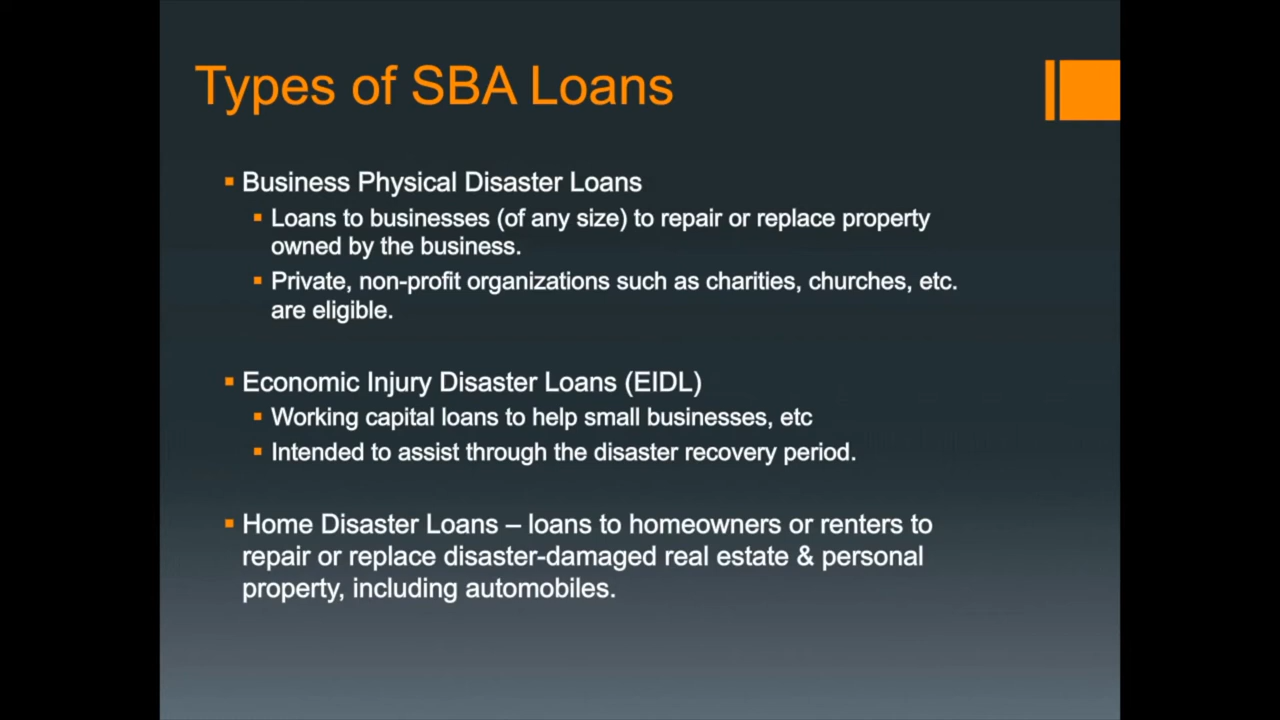 Types of SBA Loans
▪ Business Physical Disaster Loans
▪ Loans to businesses (of any size) to repair or replace property
owned by the business.
▪ Private, non-profit organizations such as charities, churches, etc.
are eligible.
▪ Economic Injury Disaster Loans (EIDL)
▪ Working capital loans to help small businesses, etc
▪ Intended to assist through the disaster recovery period.
▪ Home Disaster Loans – loans to homeowners or renters to
repair or replace disaster-damaged real estate & personal
property, including automobiles.